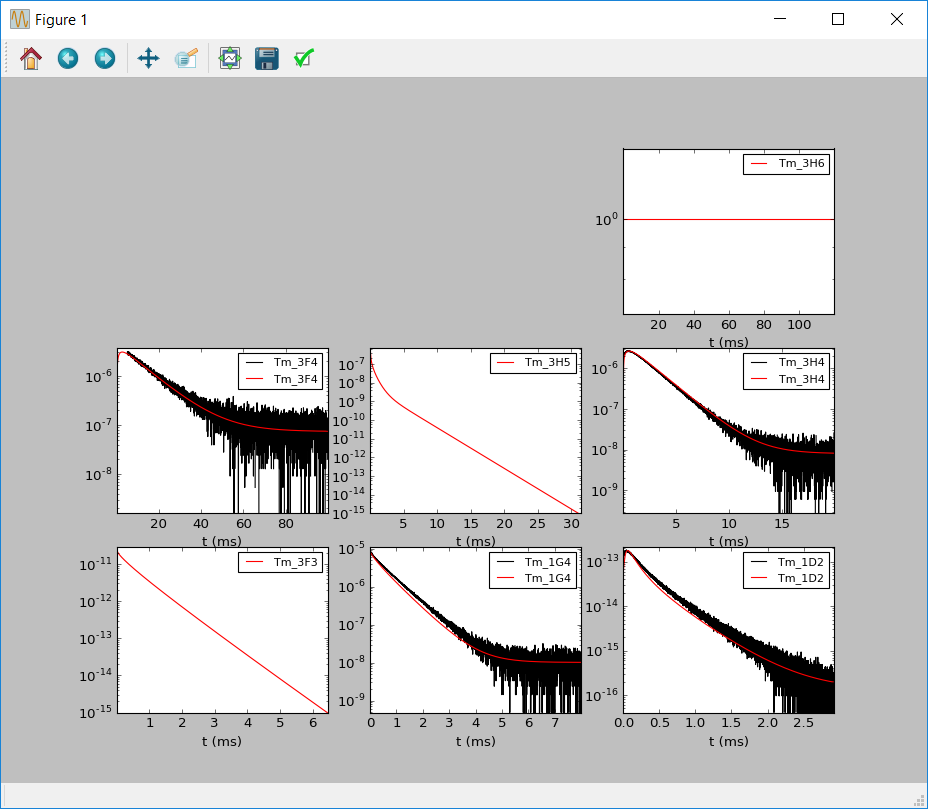 Figure 1
Tm_3H6
10^0
20 40 60 80 100
t (ms)
Tm_3F4
Tm_3F4
10^-6
10^-7
10^-8
20 40 60 80
t (ms)
Tm_3H5
10^-7
10^-8
10^-9
10^-10
10^-11
10^-12
10^-13
10^-14
10^-15
5 10 15 20 25 30
t (ms)
Tm_3H4
Tm_3H4
10^-6
10^-7
10^-8
10^-9
5 10 15
t (ms)
Tm_3F3
10^-11
10^-12
10^-13
10^-14
10^-15
1 2 3 4 5 6
t (ms)
Tm_1G4
Tm_1G4
10^-5
10^-6
10^-7
10^-8
10^-9
0 1 2 3 4 5 6 7
t (ms)
Tm_1D2
Tm_1D2
10^-13
10^-14
10^-15
10^-16
0.0 0.5 1.0 1.5 2.0 2.5
t (ms)